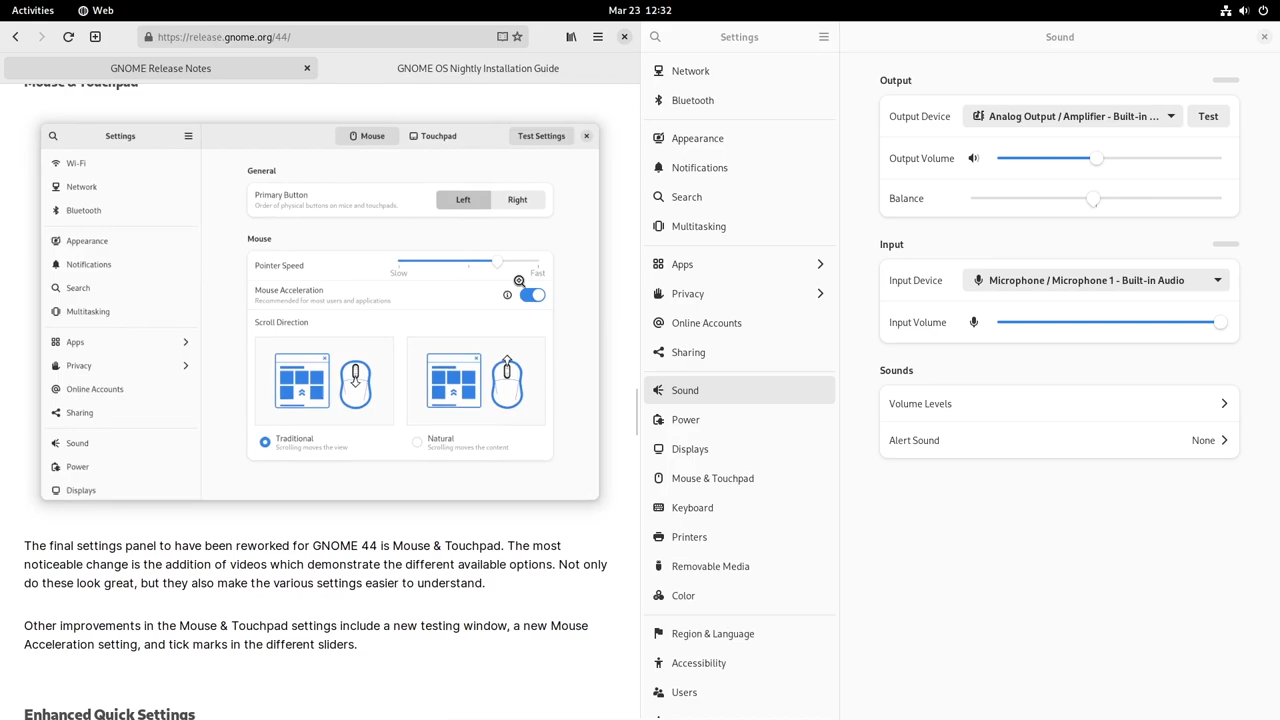 Activities
Web
Mar 23 12:32
https://release.gnome.org/44/
GNOME Release Notes
GNOME OS Nightly Installation Guide
Mouse & Touchpad
Settings
Mouse
Touchpad
Test Settings
Wi-Fi
Network
Bluetooth
Appearance
Notifications
Search
Multitasking
Apps
Privacy
Online Accounts
Sharing
Sound
Power
Displays
General
Primary Button
Order of physical buttons on mice and touchpads.
Left
Right
Mouse
Pointer Speed
Slow
Fast
Mouse Acceleration
Recommended for most users and applications
Scroll Direction
Traditional
Scrolling moves the view
Natural
Scrolling moves the content
The final settings panel to have been reworked for GNOME 44 is Mouse & Touchpad. The most
noticeable change is the addition of videos which demonstrate the different available options. Not only
do these look great, but they also make the various settings easier to understand.
Other improvements in the Mouse & Touchpad settings include a new testing window, a new Mouse
Acceleration setting, and tick marks in the different sliders.
Enhanced Quick Settings
Settings
Network
Bluetooth
Appearance
Notifications
Search
Multitasking
Apps
Privacy
Online Accounts
Sharing
Sound
Power
Displays
Mouse & Touchpad
Keyboard
Printers
Removable Media
Color
Region & Language
Accessibility
Users
Sound
Output
Output Device
Analog Output / Amplifier - Built-in ...
Test
Output Volume
Balance
Input
Input Device
Microphone / Microphone 1 - Built-in Audio
Input Volume
Sounds
Volume Levels
Alert Sound
None